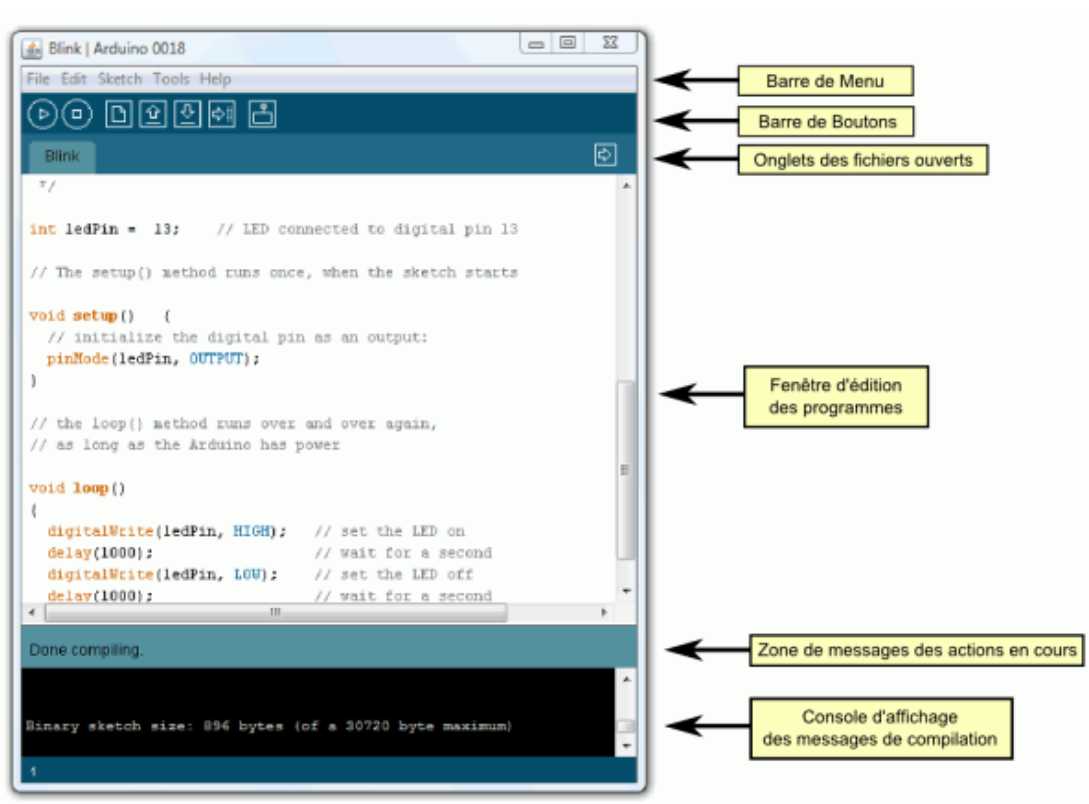 Blink | Arduino 0018
File Edit Sketch Tools Help
Barre de Menu
Barre de Boutons
Blink
Onglets des fichiers ouverts
*/
int ledPin = 13; // LED connected to digital pin 13
// The setup() method runs once, when the sketch starts
void setup() {
// initialize the digital pin as an output:
pinMode(ledPin, OUTPUT);
}
Fenêtre d'édition
des programmes
// the loop() method runs over and over again,
// as long as the Arduino has power
void loop()
{
digitalWrite(ledPin, HIGH); // set the LED on
delay(1000); // wait for a second
digitalWrite(ledPin, LOW); // set the LED off
delay(1000); // wait for a second
Done compiling.
Zone de messages des actions en cours
Binary sketch size: 896 bytes (of a 30720 byte maximum)
Console d'affichage
des messages de compilation
1